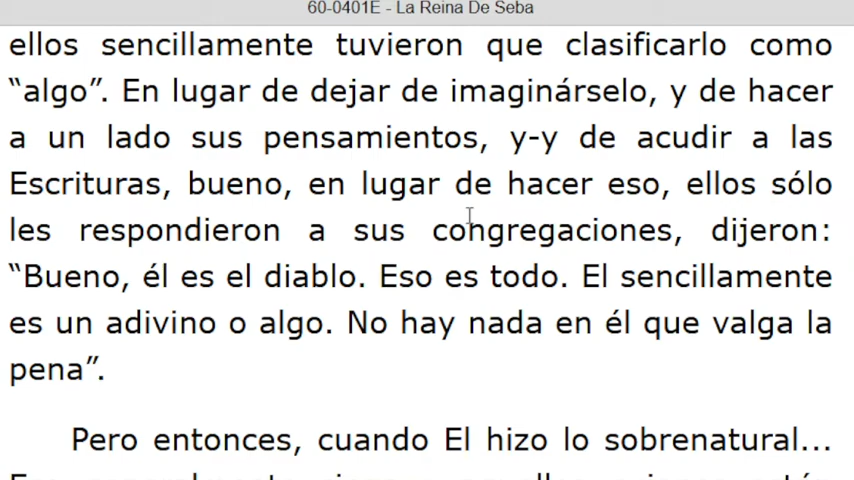 60-0401E - La Reina De Seba
ellos sencillamente tuvieron que clasificarlo como
“algo”. En lugar de dejar de imaginárselo, y de hacer
a un lado sus pensamientos, y-y de acudir a las
Escrituras, bueno, en lugar de hacer eso, ellos sólo
les respondieron a sus congregaciones, dijeron:
“Bueno, él es el diablo. Eso es todo. El sencillamente
es un adivino o algo. No hay nada en él que valga la
pena”.
Pero entonces, cuando El hizo lo sobrenatural...